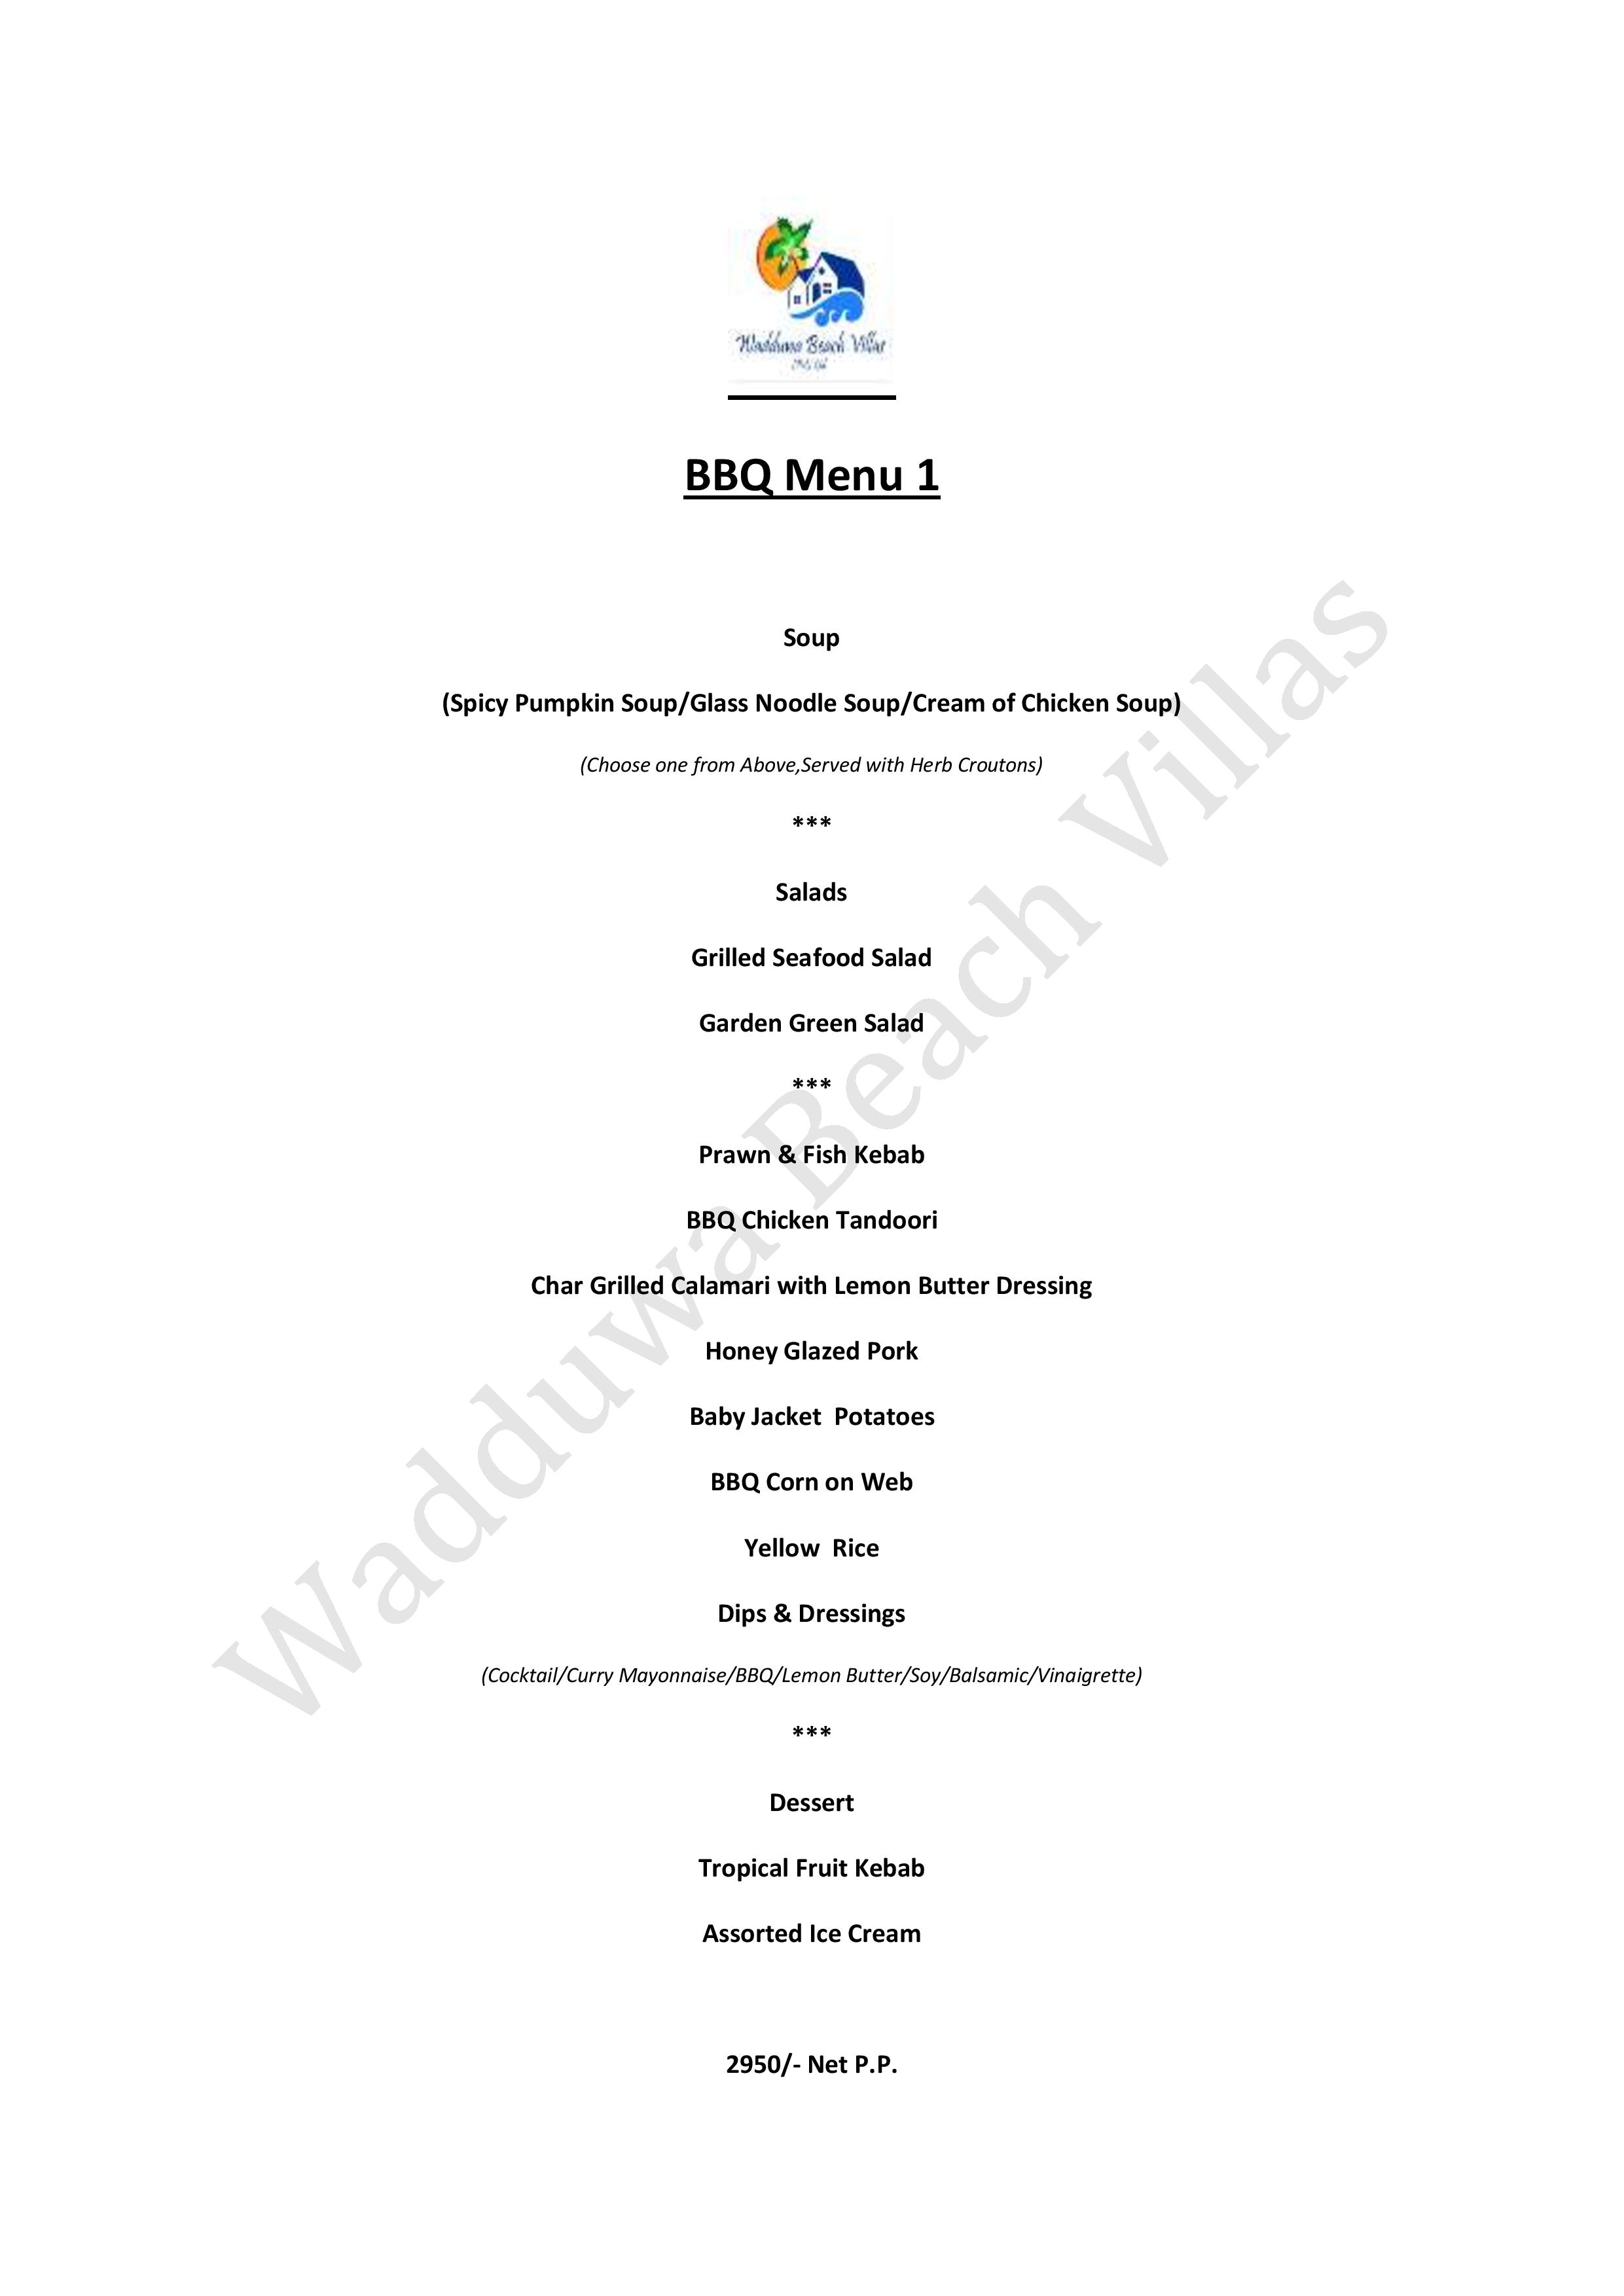 Wadduwa Beach Villas
BBQ Menu 1
Soup
(Spicy Pumpkin Soup/Glass Noodle Soup/Cream of Chicken Soup)
(Choose one from Above,Served with Herb Croutons)
***
Salads
Grilled Seafood Salad
Garden Green Salad
***
Prawn & Fish Kebab
BBQ Chicken Tandoori
Char Grilled Calamari with Lemon Butter Dressing
Honey Glazed Pork
Baby Jacket  Potatoes
BBQ Corn on Web
Yellow  Rice
Dips & Dressings
(Cocktail/Curry Mayonnaise/BBQ/Lemon Butter/Soy/Balsamic/Vinaigrette)
***
Dessert
Tropical Fruit Kebab
Assorted Ice Cream
2950/- Net P.P.
Wadduwa Beach Villas